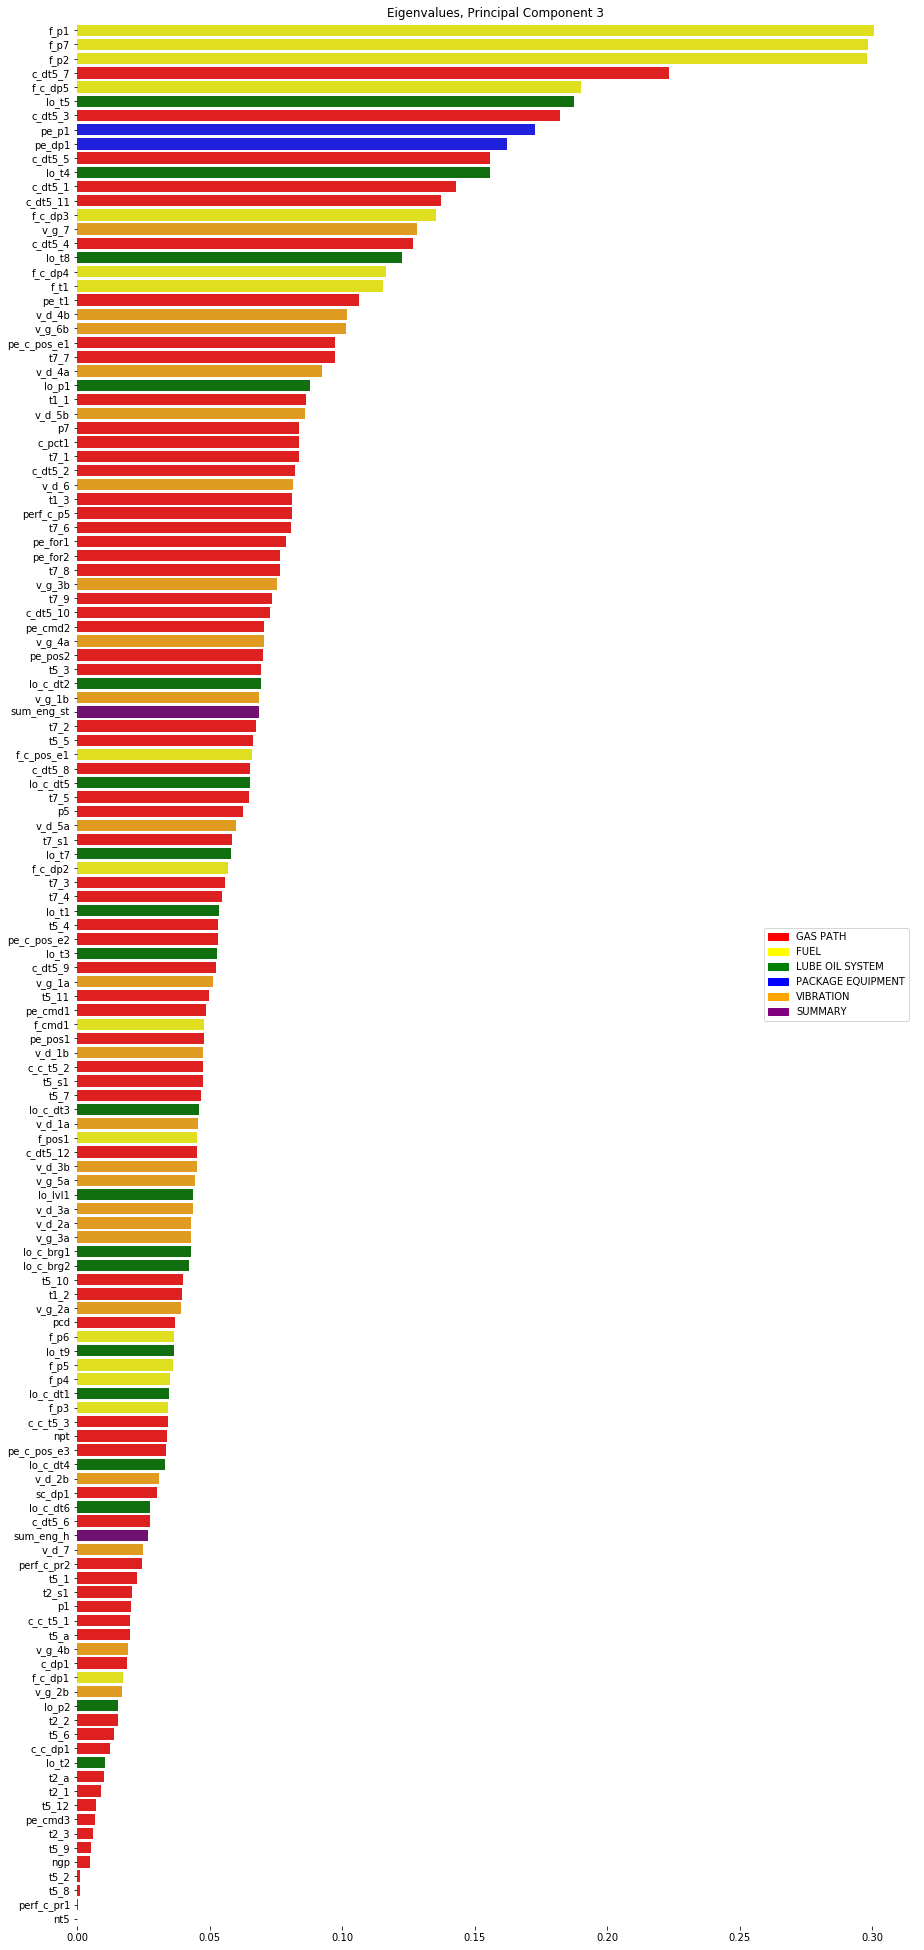 Eigenvalues, Principal Component 3
f_p1
f_p7
f_p2
c_dt5_7
f_c_dp5
lo_t5
c_dt5_3
pe_p1
pe_dp1
c_dt5_5
lo_t4
c_dt5_1
c_dt5_11
f_c_dp3
v_g_7
c_dt5_4
lo_t8
f_c_dp4
f_t1
pe_t1
v_d_4b
v_g_6b
pe_c_pos_e1
t7_7
v_d_4a
lo_p1
t1_1
v_d_5b
p7
c_pct1
t7_1
c_dt5_2
v_d_6
t1_3
perf_c_p5
t7_6
pe_for1
pe_for2
t7_8
v_g_3b
t7_9
c_dt5_10
pe_cmd2
v_g_4a
pe_pos2
t5_3
lo_c_dt2
v_g_1b
sum_eng_st
t7_2
t5_5
f_c_pos_e1
c_dt5_8
lo_c_dt5
t7_5
p5
v_d_5a
t7_s1
lo_t7
f_c_dp2
t7_3
t7_4
lo_t1
t5_4
pe_c_pos_e2
lo_t3
c_dt5_9
v_g_1a
t5_11
pe_cmd1
f_cmd1
pe_pos1
v_d_1b
c_c_t5_2
t5_s1
t5_7
lo_c_dt3
v_d_1a
f_pos1
c_dt5_12
v_d_3b
v_g_5a
lo_lvl1
v_d_3a
v_d_2a
v_g_3a
lo_c_brg1
lo_c_brg2
t5_10
t1_2
v_g_2a
pcd
f_p6
lo_t9
f_p5
f_p4
lo_c_dt1
f_p3
c_c_t5_3
npt
pe_c_pos_e3
lo_c_dt4
v_d_2b
sc_dp1
lo_c_dt6
c_dt5_6
sum_eng_h
v_d_7
perf_c_pr2
t5_1
t2_s1
p1
c_c_t5_1
t5_a
v_g_4b
c_dp1
f_c_dp1
v_g_2b
lo_p2
t2_2
t5_6
c_c_dp1
lo_t2
t2_a
t2_1
t5_12
pe_cmd3
t2_3
t5_9
ngp
t5_2
t5_8
perf_c_pr1
nt5
0.00 0.05 0.10 0.15 0.20 0.25 0.30
GAS PATH
FUEL
LUBE OIL SYSTEM
PACKAGE EQUIPMENT
VIBRATION
SUMMARY